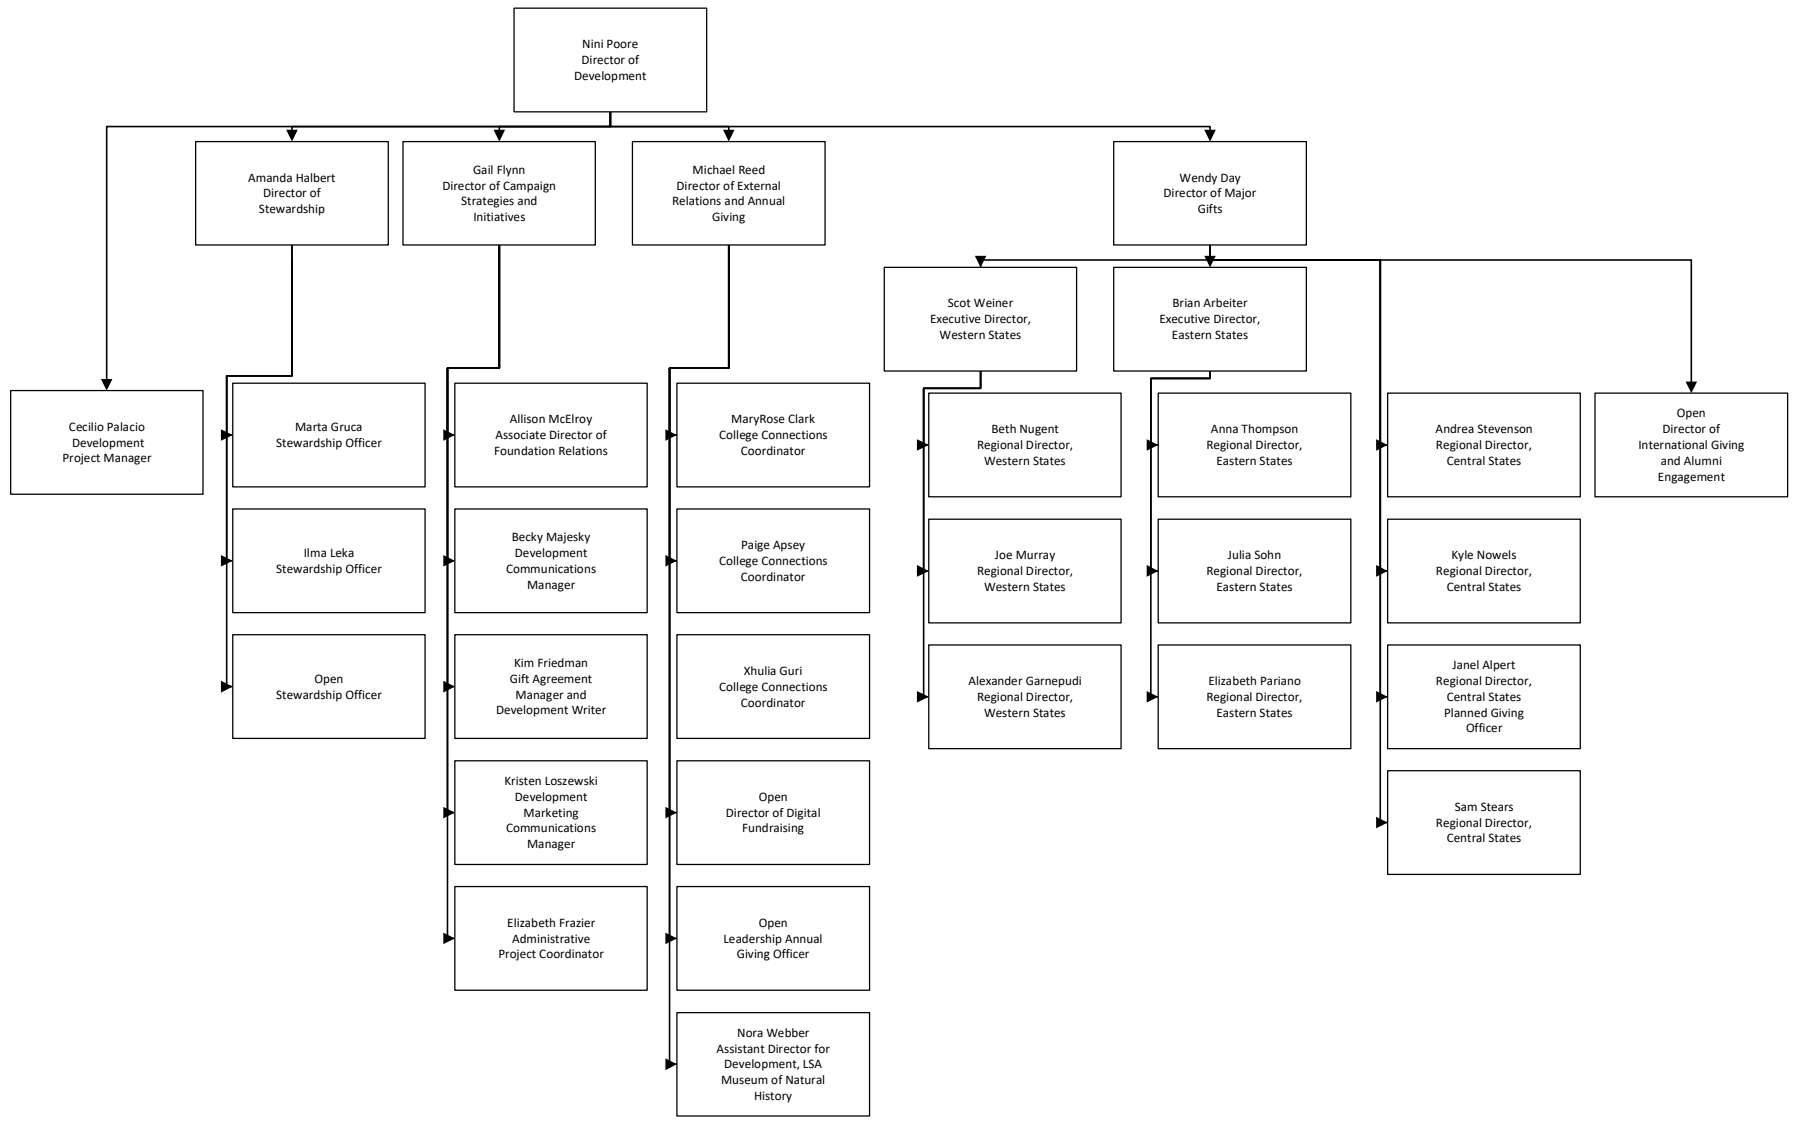 Nini Poore
Director of
Development
Amanda Halbert
Director of
Stewardship
Gail Flynn
Director of Campaign
Strategies and
Initiatives
Michael Reed
Director of External
Relations and Annual
Giving
Wendy Day
Director of Major
Gifts
Scot Weiner
Executive Director,
Western States
Brian Arbeiter
Executive Director,
Eastern States
Cecilio Palacio
Development
Project Manager
Marta Gruca
Stewardship Officer
Ilma Leka
Stewardship Officer
Open
Stewardship Officer
Allison McElroy
Associate Director of
Foundation Relations
Becky Majesky
Development
Communications
Manager
Kim Friedman
Gift Agreement
Manager and
Development Writer
Kristen Loszewski
Development
Marketing
Communications
Manager
Elizabeth Frazier
Administrative
Project Coordinator
MaryRose Clark
College Connections
Coordinator
Paige Apsey
College Connections
Coordinator
Xhulia Guri
College Connections
Coordinator
Open
Director of Digital
Fundraising
Open
Leadership Annual
Giving Officer
Nora Webber
Assistant Director for
Development, LSA
Museum of Natural
History
Beth Nugent
Regional Director,
Western States
Joe Murray
Regional Director,
Western States
Alexander Garnepudi
Regional Director,
Western States
Anna Thompson
Regional Director,
Eastern States
Julia Sohn
Regional Director,
Eastern States
Elizabeth Pariano
Regional Director,
Eastern States
Andrea Stevenson
Regional Director,
Central States
Kyle Nowels
Regional Director,
Central States
Janel Alpert
Regional Director,
Central States
Planned Giving
Officer
Sam Stears
Regional Director,
Central States
Open
Director of
International Giving
and Alumni
Engagement